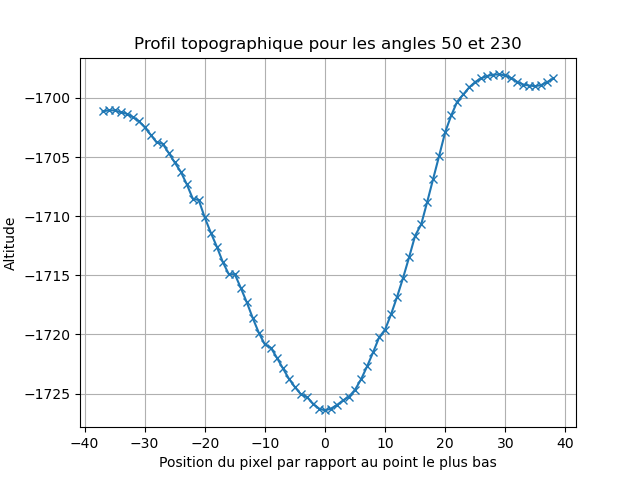 Profil topographique pour les angles 50 et 230
Altitude
−1700
−1705
−1710
−1715
−1720
−1725
−40 −30 −20 −10 0 10 20 30 40
Position du pixel par rapport au point le plus bas